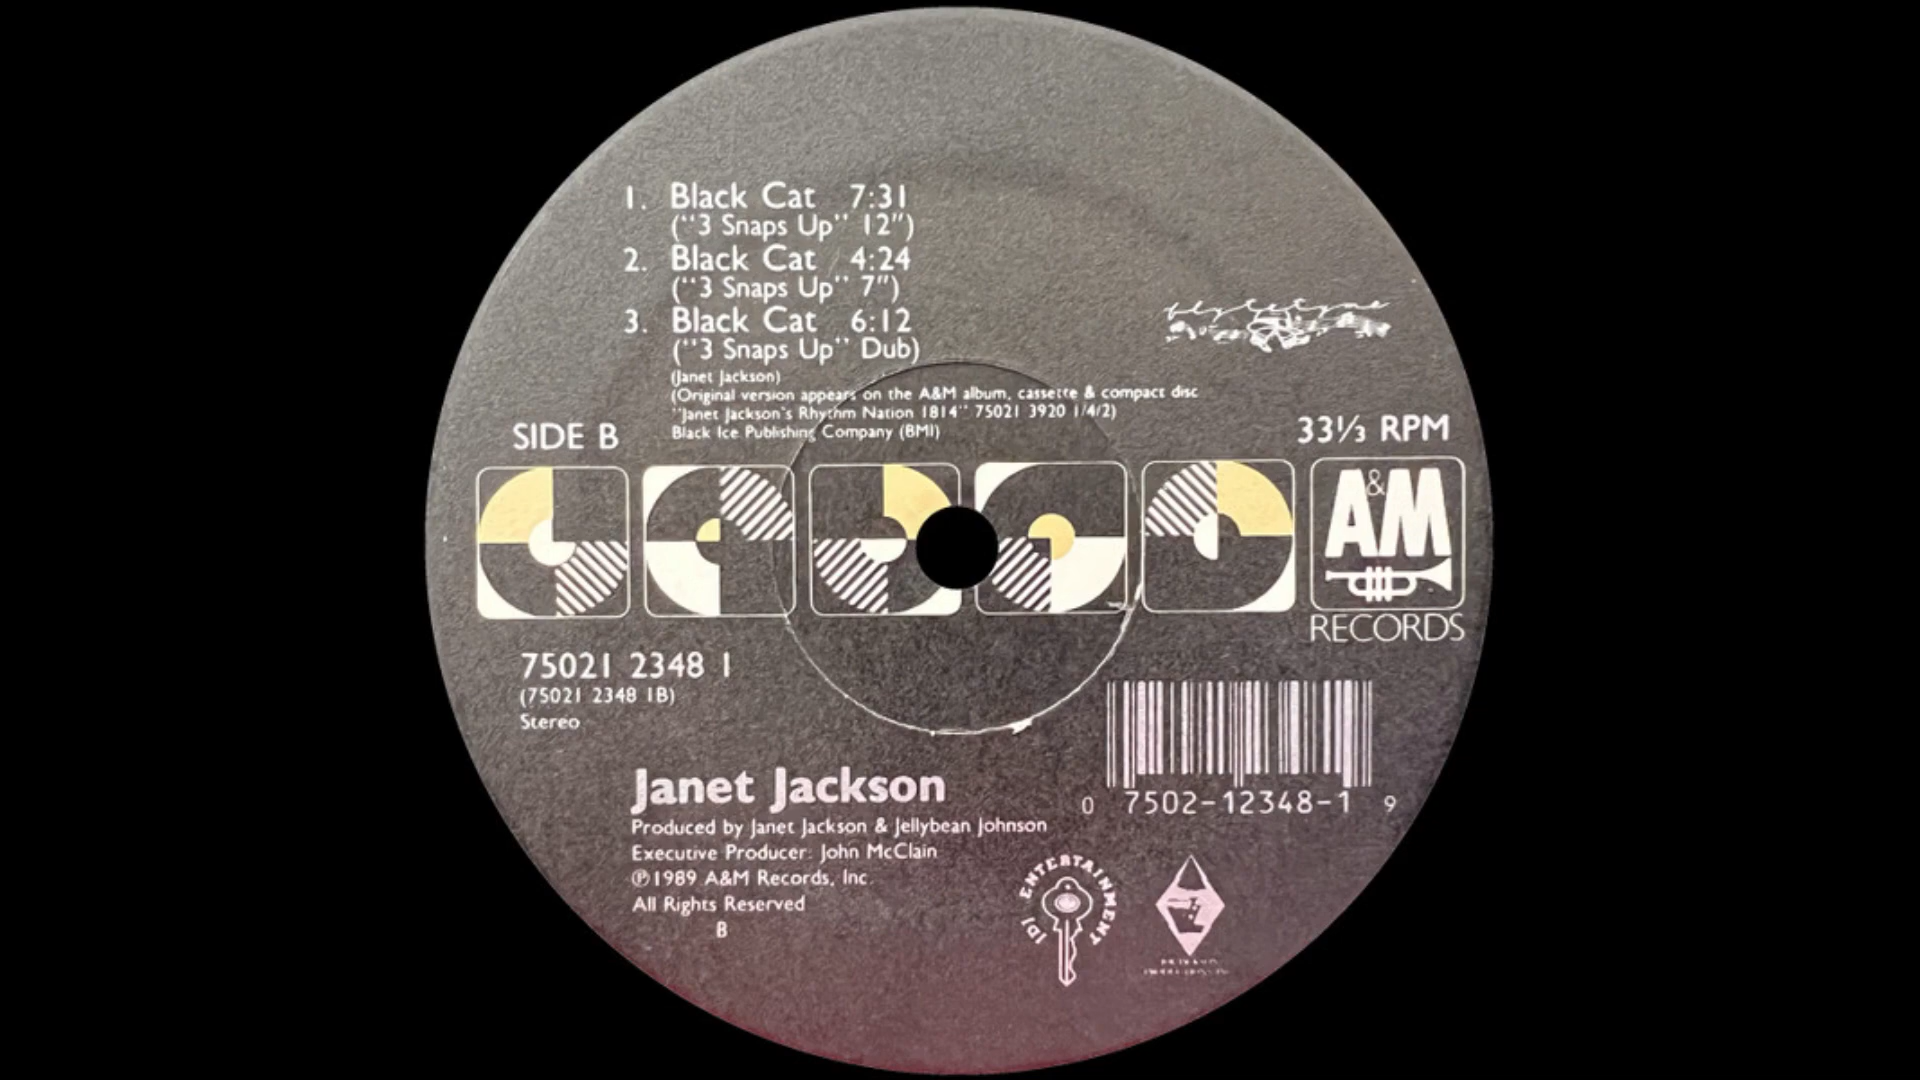 1. Black Cat 7:31
(“3 Snaps Up” 12”)
2. Black Cat 4:24
(“3 Snaps Up” 7”)
3. Black Cat 6:12
(“3 Snaps Up” Dub)
(Janet Jackson)
(Original version appears on the A&M album, cassette & compact disc
“Janet Jackson's Rhythm Nation 1814” 75021 3920 1/4/2)
Black Ice Publishing Company (BMI)
SIDE B
33⅓ RPM
A&M
RECORDS
75021 2348 1
(75021 2348 1B)
Stereo
Janet Jackson
Produced by Janet Jackson & Jellybean Johnson
Executive Producer: John McClain
℗1989 A&M Records, Inc.
All Rights Reserved
B
0 7502-12348-1 9
JDJ ENTERTAINMENT